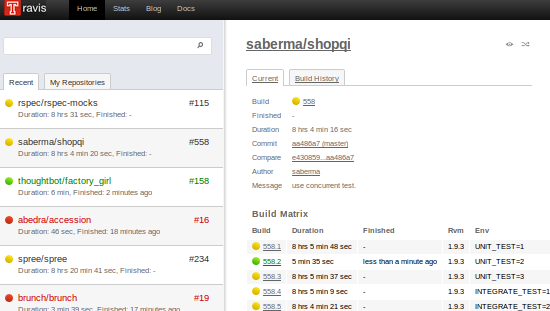 Travis Home Stats Blog Docs
saberma/shopqi
Recent My Repositories
Current Build History
rspec/rspec-mocks #115
Duration: 8 hrs 31 sec, Finished: -
saberma/shopqi #558
Duration: 8 hrs 4 min 20 sec, Finished: -
thoughtbot/factory_girl #158
Duration: 6 min, Finished: 2 minutes ago
abedra/accession #16
Duration: 46 sec, Finished: 18 minutes ago
spree/spree #234
Duration: 8 hrs 20 min 41 sec, Finished: -
brunch/brunch #19
Duration: 3 min 39 sec, Finished: 17 minutes ago
Build 558
Finished -
Duration 8 hrs 4 min 16 sec
Commit aa486a7 (master)
Compare e430859...aa486a7
Author saberma
Message use concurrent test.
Build Matrix
Build Duration Finished Rvm Env
558.1 8 hrs 5 min 48 sec - 1.9.3 UNIT_TEST=1
558.2 5 min 35 sec less than a minute ago 1.9.3 UNIT_TEST=2
558.3 8 hrs 5 min 37 sec - 1.9.3 UNIT_TEST=3
558.4 8 hrs 5 min 9 sec - 1.9.3 INTEGRATE_TEST=1
558.5 8 hrs 4 min 21 sec - 1.9.3 INTEGRATE_TEST=2